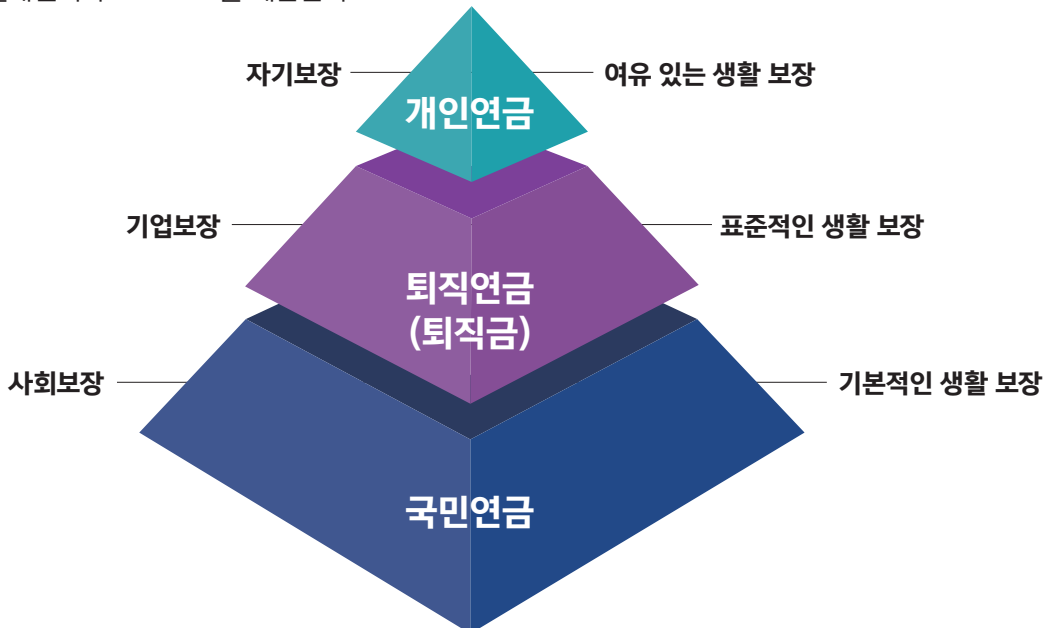 자기보장
여유 있는 생활 보장
개인연금
기업보장
표준적인 생활 보장
퇴직연금
(퇴직금)
사회보장
기본적인 생활 보장
국민연금